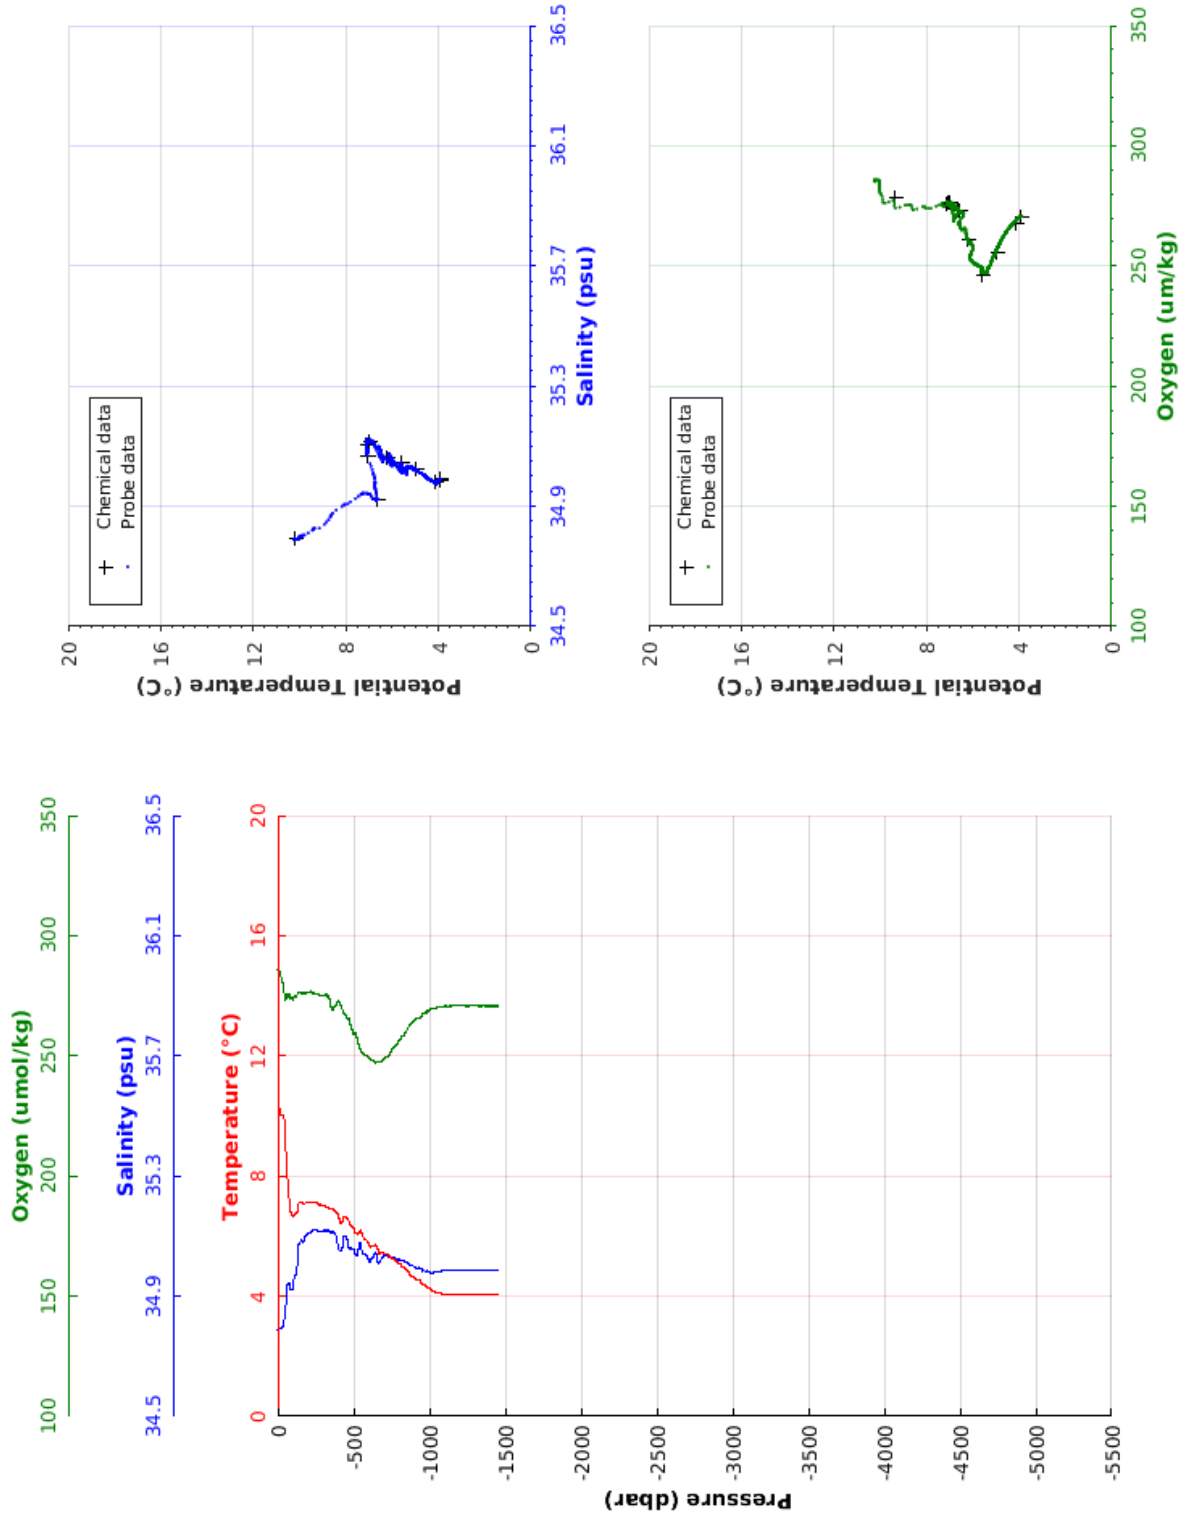 Oxygen (umol/kg)
100 150 200 250 300 350
Salinity (psu)
34.5 34.9 35.3 35.7 36.1 36.5
Temperature (°C)
0 4 8 12 16 20
Pressure (dbar)
0
-500
-1000
-1500
-2000
-2500
-3000
-3500
-4000
-4500
-5000
-5500
Potential Temperature (°C)
20
16
12
8
4
0
Chemical data
Probe data
34.5 34.9 35.3 35.7 36.1 36.5
Salinity (psu)
Potential Temperature (°C)
20
16
12
8
4
0
Chemical data
Probe data
100 150 200 250 300 350
Oxygen (um/kg)